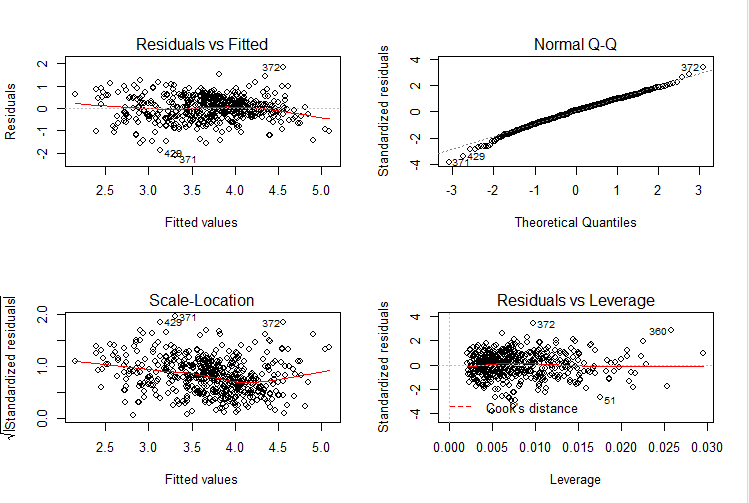 Residuals vs Fitted
Residuals
2
1
0
-1
-2
372
429
371
2.5 3.0 3.5 4.0 4.5 5.0
Fitted values
Normal Q-Q
Standardized residuals
4
2
0
-2
-4
372
429
371
-3 -2 -1 0 1 2 3
Theoretical Quantiles
Scale-Location
√|Standardized residuals|
2.0
1.0
0.0
371
429
372
2.5 3.0 3.5 4.0 4.5 5.0
Fitted values
Residuals vs Leverage
Standardized residuals
4
2
0
-2
-4
372
360
51
Cook's distance
0.000 0.005 0.010 0.015 0.020 0.025 0.030
Leverage